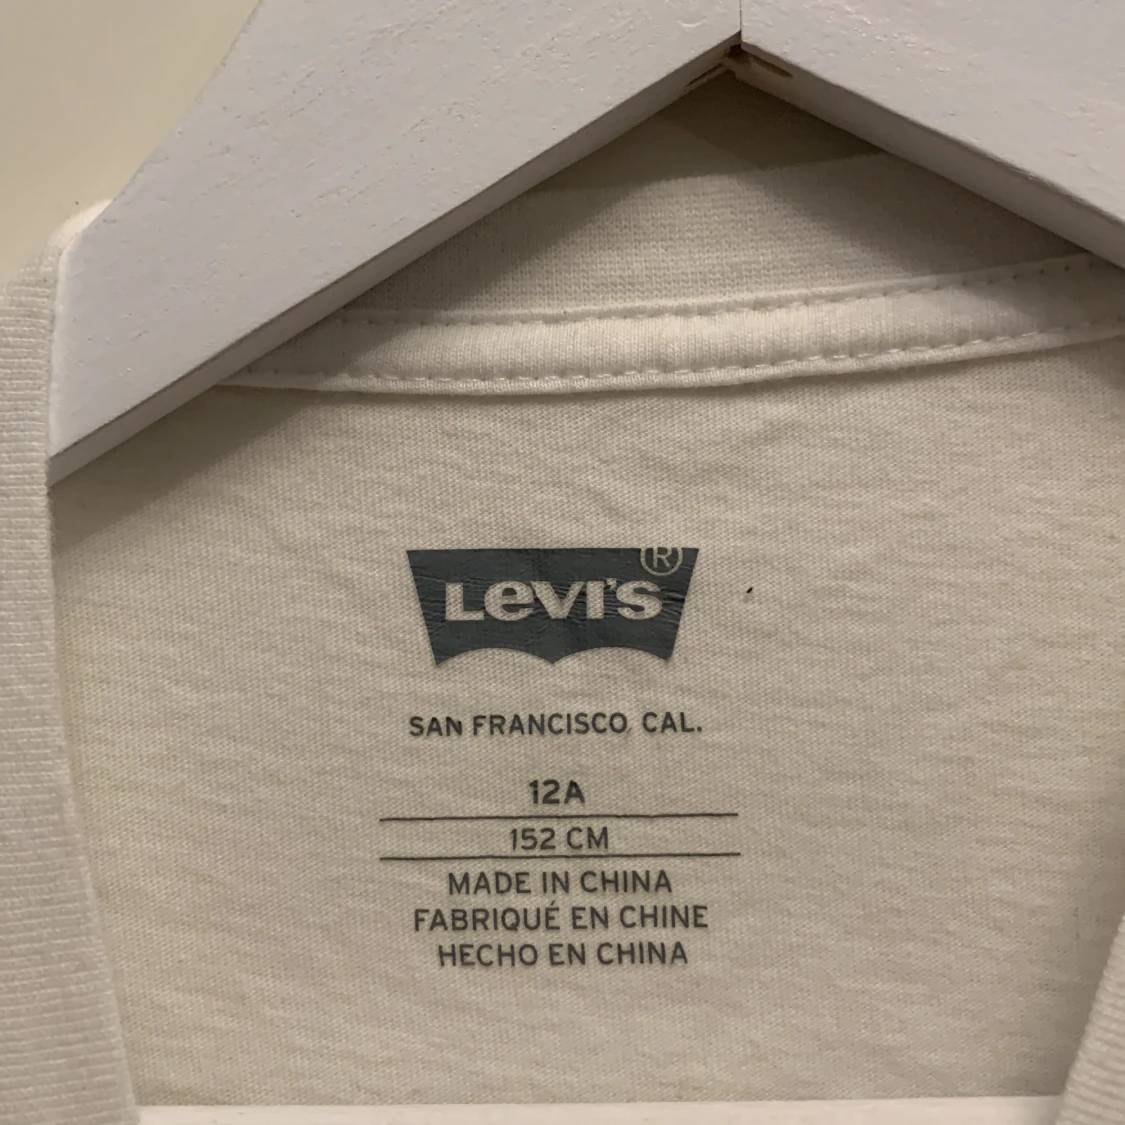 Levi's®
SAN FRANCISCO, CAL.
12A
152 CM
MADE IN CHINA
FABRIQUÉ EN CHINE
HECHO EN CHINA